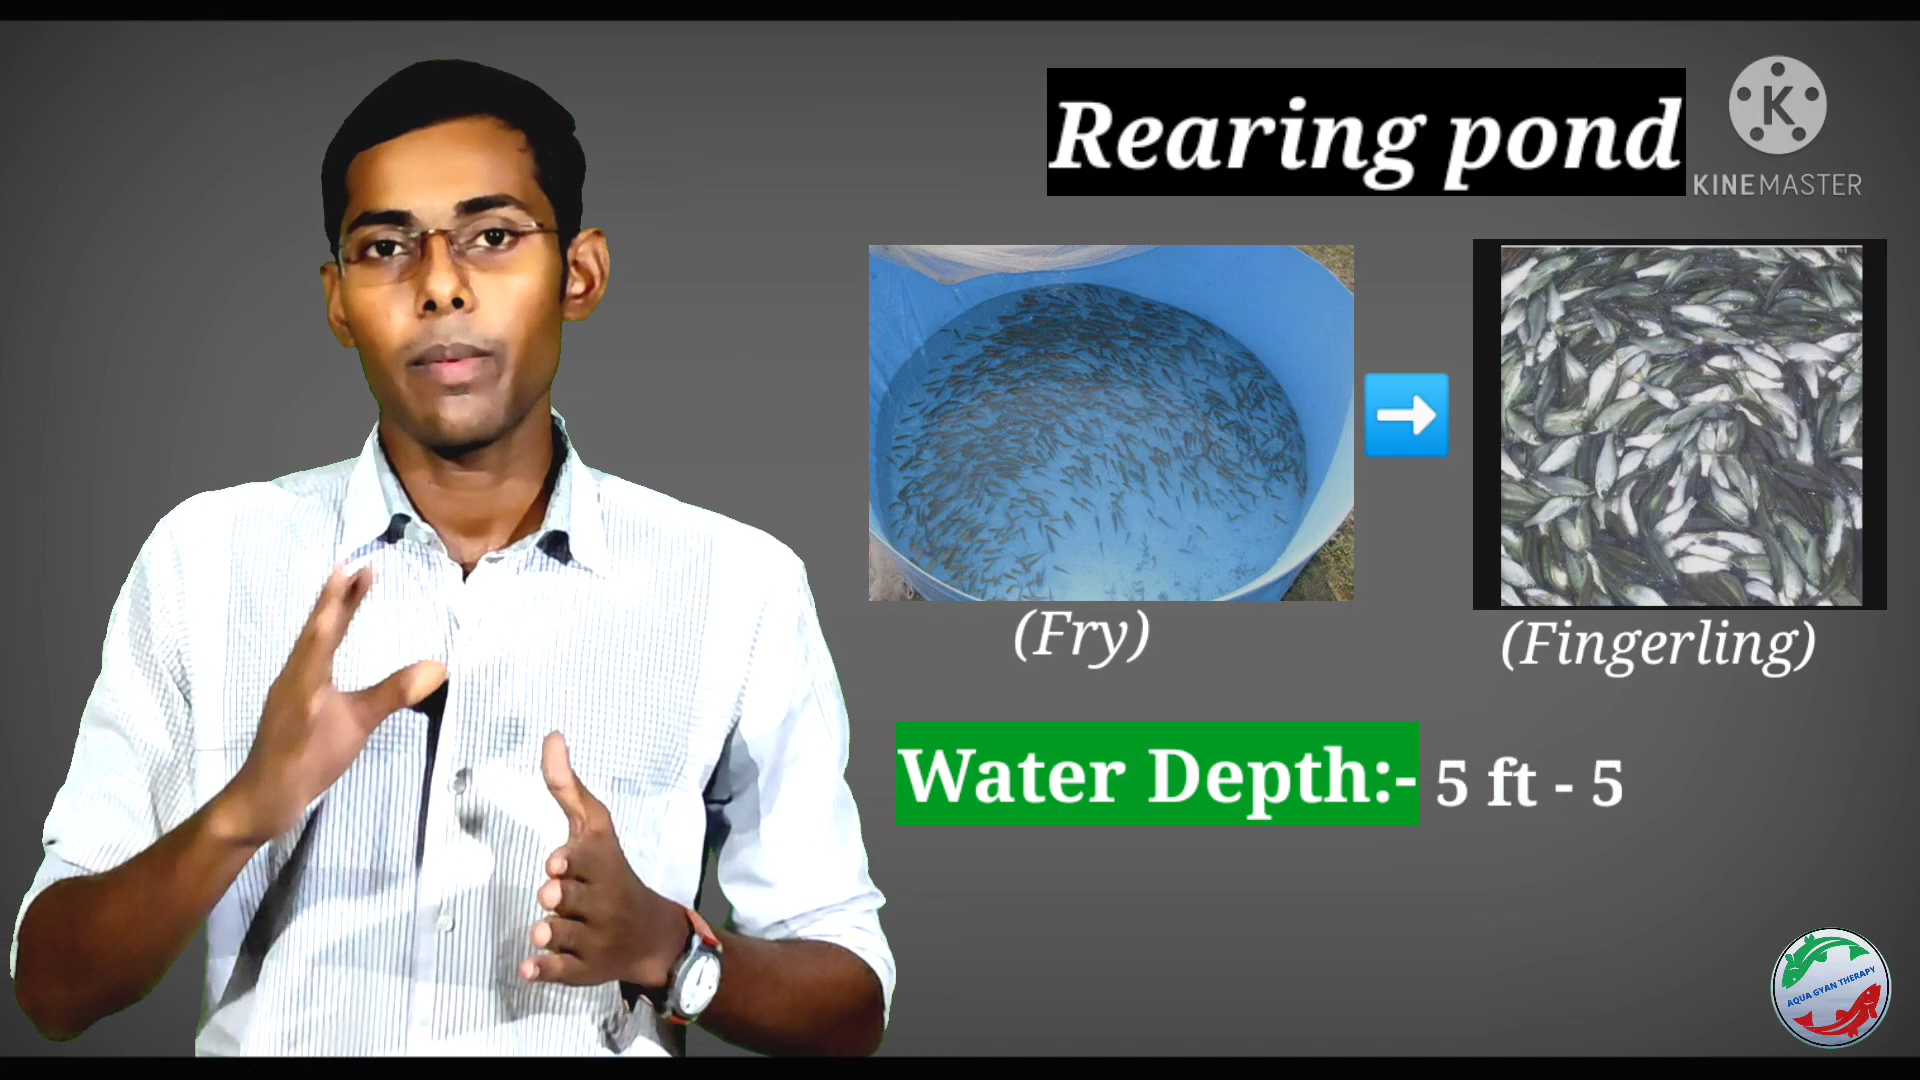 Rearing pond
K
KINEMASTER
(Fry)
(Fingerling)
Water Depth:- 5 ft - 5
AQUA GYAN THERAPY